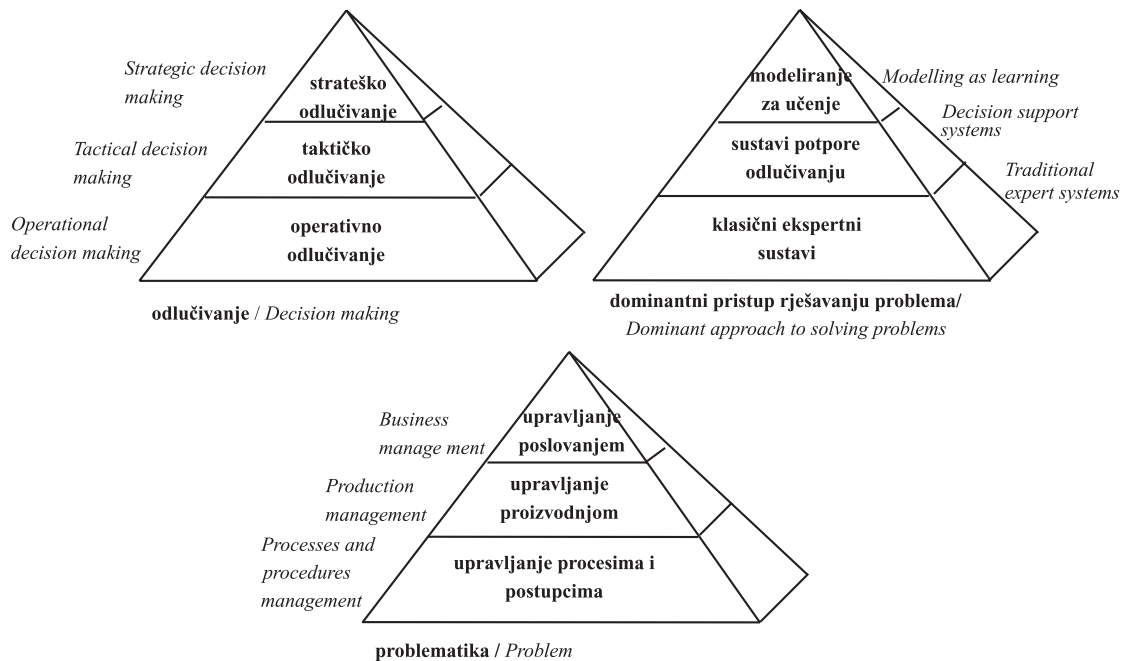 Strategic decision
making
strateško
odlučivanje
Tactical decision
making
taktičko
odlučivanje
Operational
decision making
operativno
odlučivanje
odlučivanje / Decision making
modeliranje
za učenje
Modelling as learning
sustavi potpore
odlučivanju
Decision support
systems
klasični ekspertni
sustavi
Traditional
expert systems
dominantni pristup rješavanju problema/
Dominant approach to solving problems
Business
manage ment
upravljanje
poslovanjem
Production
management
upravljanje
proizvodnjom
Processes and
procedures
management
upravljanje procesima i
postupcima
problematika / Problem